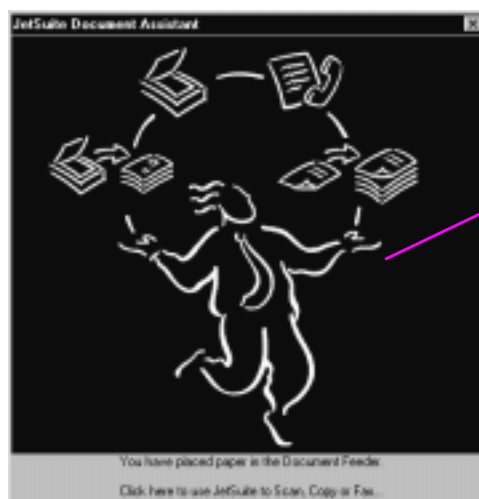 JetSuite Document Assistant
You have placed paper in the Document Feeder.
Click here to use JetSuite to Scan, Copy or Fax...